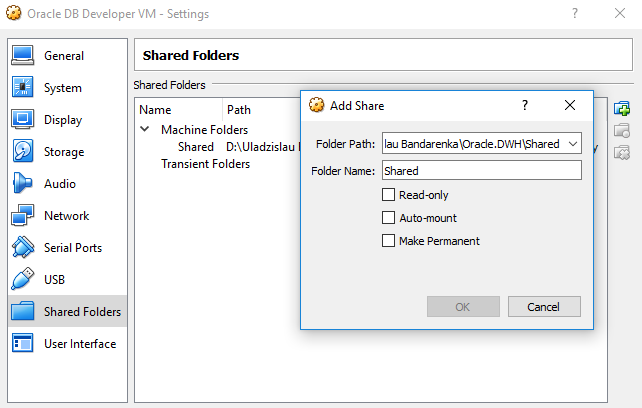 Oracle DB Developer VM - Settings
?
General
System
Display
Storage
Audio
Network
Serial Ports
USB
Shared Folders
User Interface
Shared Folders
Shared Folders
Name Path
Machine Folders
Shared D:\Uladzislau
Transient Folders
Add Share
?
Folder Path: lau Bandarenka\Oracle.DWH\Shared
Folder Name: Shared
Read-only
Auto-mount
Make Permanent
OK Cancel